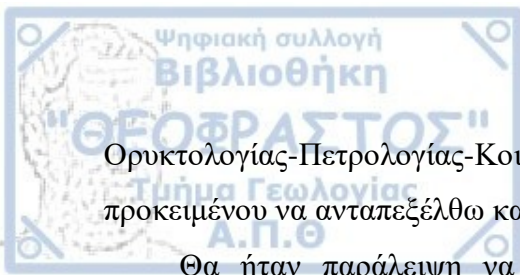 Ψηφιακή συλλογή
Βιβλιοθήκη
"ΘΕΟΦΡΑΣΤΟΣ"
Ορυκτολογίας-Πετρολογίας-Κοι
Τμήμα Γεωλογίας
προκειμένου να ανταπεξέλθω κα
Α.Π.Θ
Θα ήταν παράλειψη να